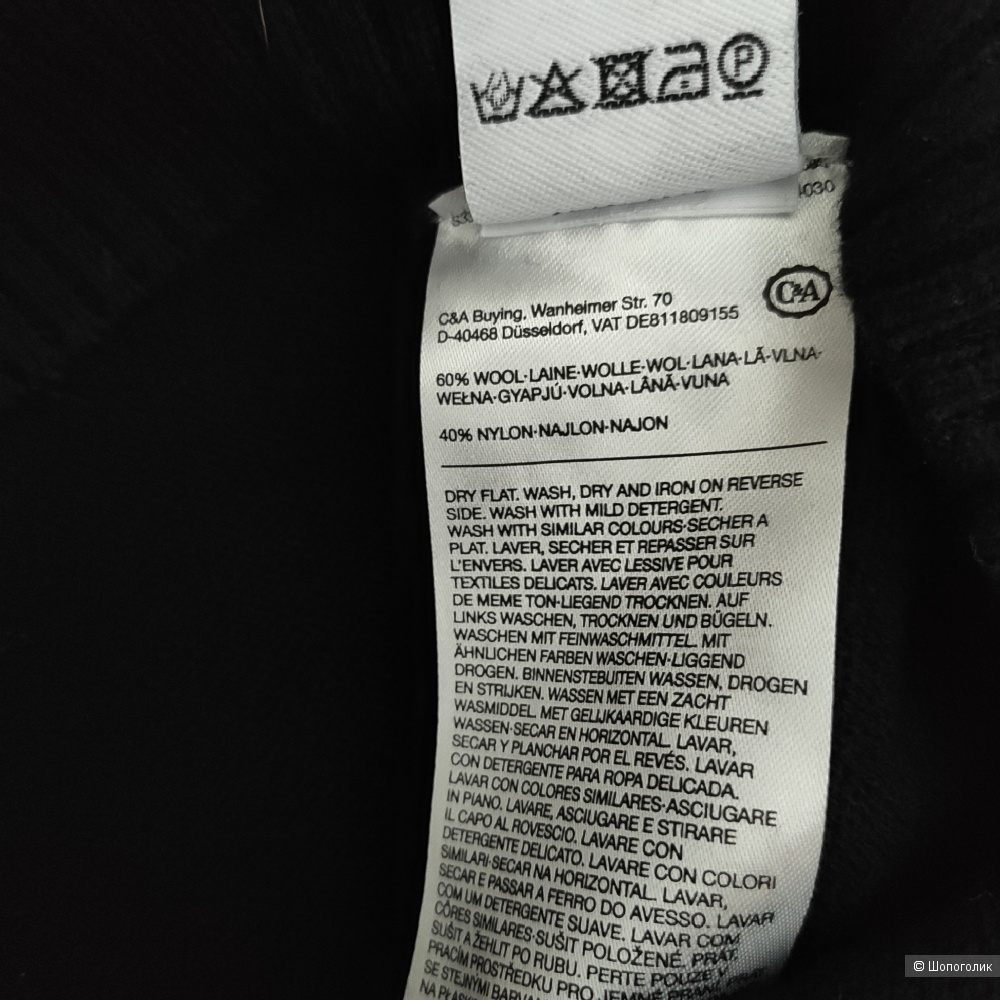 P
4030
C&A
C&A Buying, Wanheimer Str. 70
D-40468 Düsseldorf, VAT DE811809155
60% WOOL·LAINE·WOLLE·WOL·LANA·LÃ·VLNA·
WEŁNA·GYAPJÚ·VOLNA·LÂNĂ·VUNA
40% NYLON·NAJLON·NAJON
DRY FLAT. WASH, DRY AND IRON ON REVERSE
SIDE. WASH WITH MILD DETERGENT.
WASH WITH SIMILAR COLOURS·SECHER A
PLAT. LAVER, SECHER ET REPASSER SUR
L'ENVERS. LAVER AVEC LESSIVE POUR
TEXTILES DELICATS. LAVER AVEC COULEURS
DE MEME TON·LIEGEND TROCKNEN. AUF
LINKS WASCHEN, TROCKNEN UND BÜGELN.
WASCHEN MIT FEINWASCHMITTEL. MIT
ÄHNLICHEN FARBEN WASCHEN·LIGGEND
DROGEN. BINNENSTEBUITEN WASSEN, DROGEN
EN STRIJKEN. WASSEN MET EEN ZACHT
WASMIDDEL. MET GELIJKAARDIGE KLEUREN
WASSEN·SECAR EN HORIZONTAL. LAVAR,
SECAR Y PLANCHAR POR EL REVÉS. LAVAR
CON DETERGENTE PARA ROPA DELICADA.
LAVAR CON COLORES SIMILARES·ASCIUGARE
IN PIANO. LAVARE, ASCIUGARE E STIRARE
IL CAPO AL ROVESCIO. LAVARE CON
DETERGENTE DELICATO. LAVARE CON COLORI
SIMILARI·SECAR NA HORIZONTAL. LAVAR,
SECAR E PASSAR A FERRO DO AVESSO. LAVAR
COM UM DETERGENTE SUAVE. LAVAR COM
CÔRES SIMILARES·SUŠIT POLOŽENÉ. PRÁT,
SUŠIT A ŽEHLIT PO RUBU. PERTE POUZE V
PRACÍM PROSTŘEDKU PRO JEMNÉ
SE STEJNÝMI BARVAMI
© Шопоголик